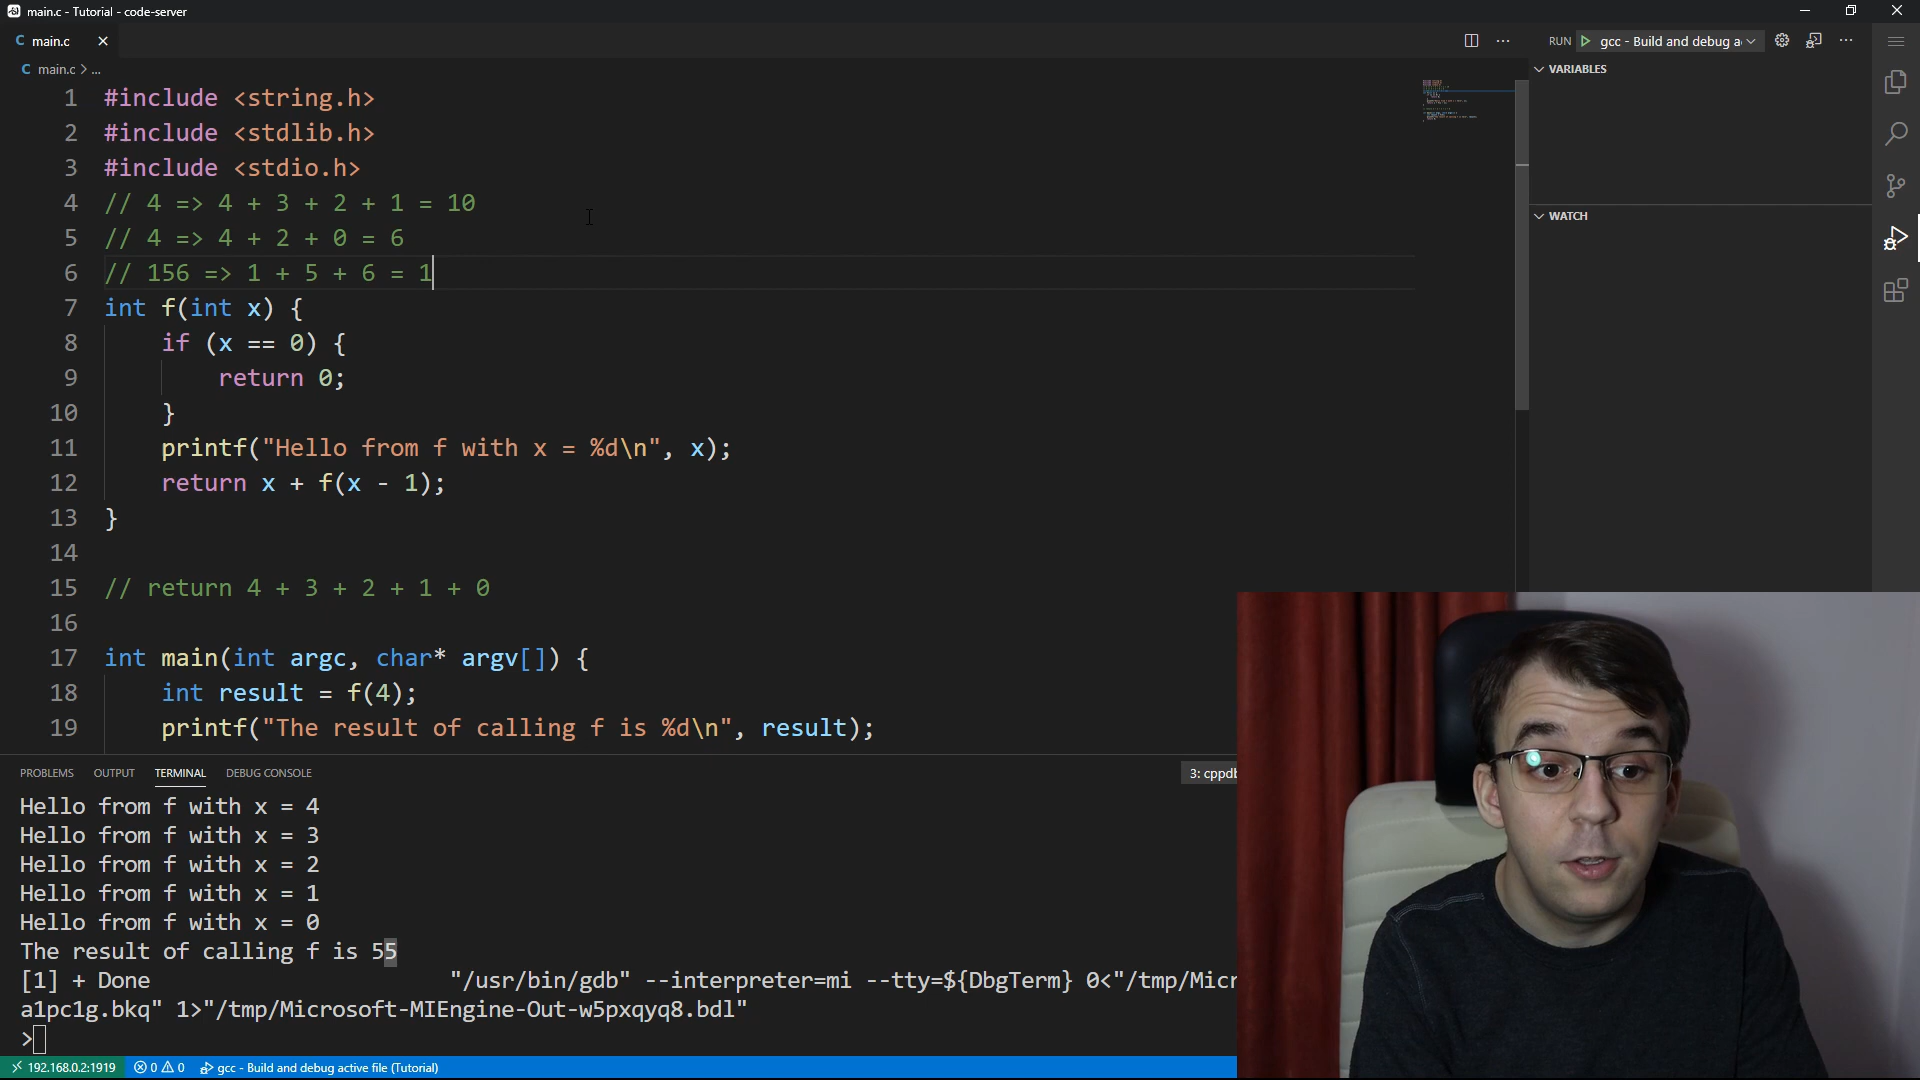 main.c - Tutorial - code-server
C main.c
RUN gcc - Build and debug a
C main.c > ...
VARIABLES
1 #include <string.h>
2 #include <stdlib.h>
3 #include <stdio.h>
4 // 4 => 4 + 3 + 2 + 1 = 10
5 // 4 => 4 + 2 + 0 = 6
WATCH
6 // 156 => 1 + 5 + 6 = 1
7 int f(int x) {
8 if (x == 0) {
9 return 0;
10 }
11 printf("Hello from f with x = %d\n", x);
12 return x + f(x - 1);
13 }
14
15 // return 4 + 3 + 2 + 1 + 0
16
17 int main(int argc, char* argv[]) {
18 int result = f(4);
19 printf("The result of calling f is %d\n", result);
PROBLEMS OUTPUT TERMINAL DEBUG CONSOLE 3: cppdb
Hello from f with x = 4
Hello from f with x = 3
Hello from f with x = 2
Hello from f with x = 1
Hello from f with x = 0
The result of calling f is 55
[1] + Done "/usr/bin/gdb" --interpreter=mi --tty=${DbgTerm} 0<"/tmp/Micr
a1pc1g.bkq" 1>"/tmp/Microsoft-MIEngine-Out-w5pxqyq8.bdl"
>
192.168.0.2:1919 0 0 gcc - Build and debug active file (Tutorial)